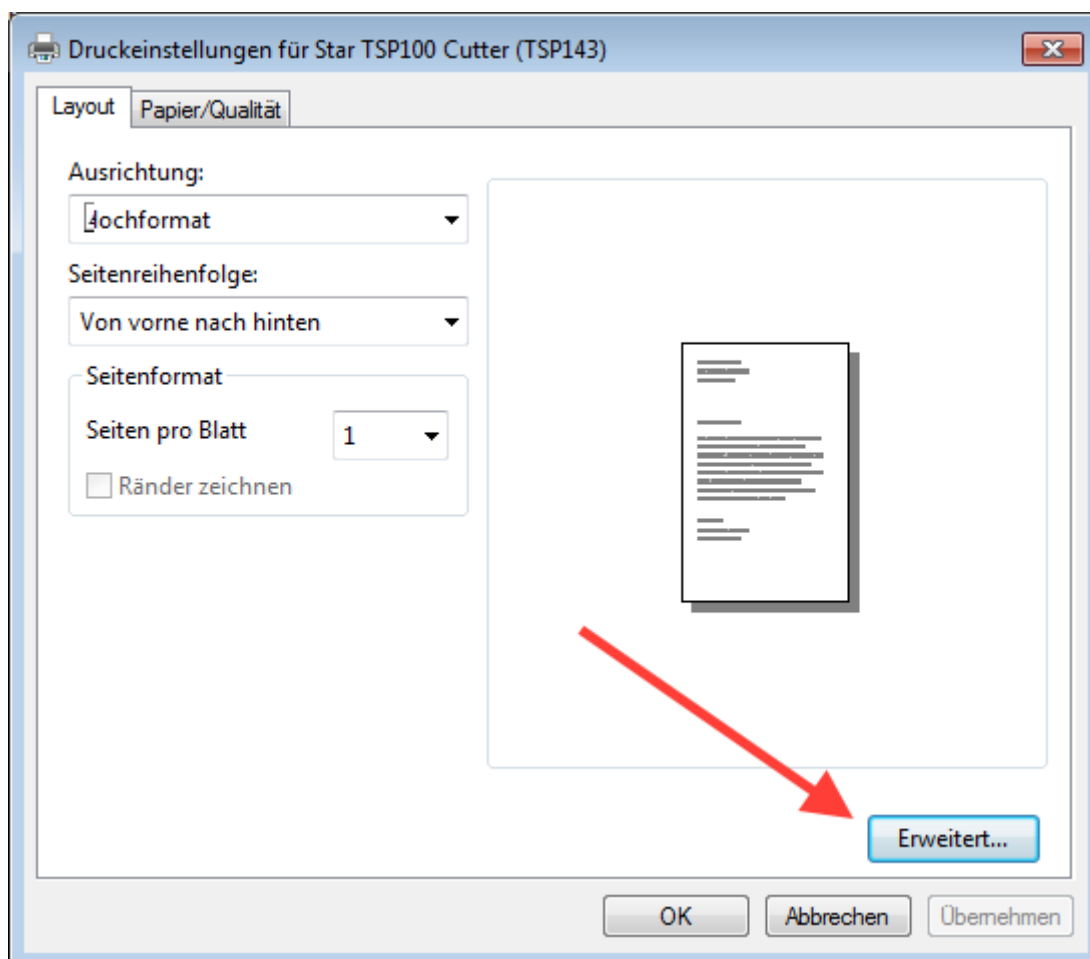 Druckeinstellungen für Star TSP100 Cutter (TSP143)
Layout
Papier/Qualität
Ausrichtung:
Hochformat
Seitenreihenfolge:
Von vorne nach hinten
Seitenformat
Seiten pro Blatt
1
Ränder zeichnen
Erweitert...
OK
Abbrechen
Übernehmen